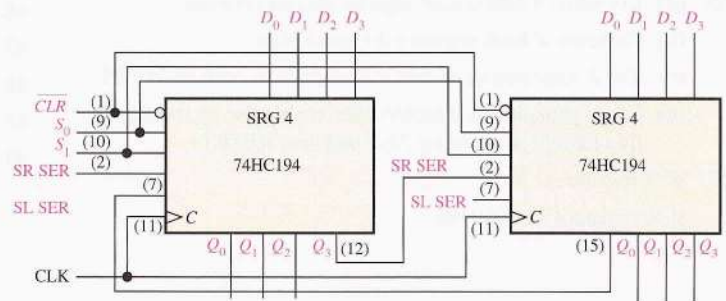 D0 D1 D2 D3 D0 D1 D2 D3
CLR (1) SRG 4 (1) SRG 4
S0 (9) (9)
S1 (10) 74HC194 (10) 74HC194
SR SER (2) SR SER (2)
(7) (7)
SL SER SL SER
(11) C (11) C
Q0 Q1 Q2 Q3 (12) (15) Q0 Q1 Q2 Q3
CLK